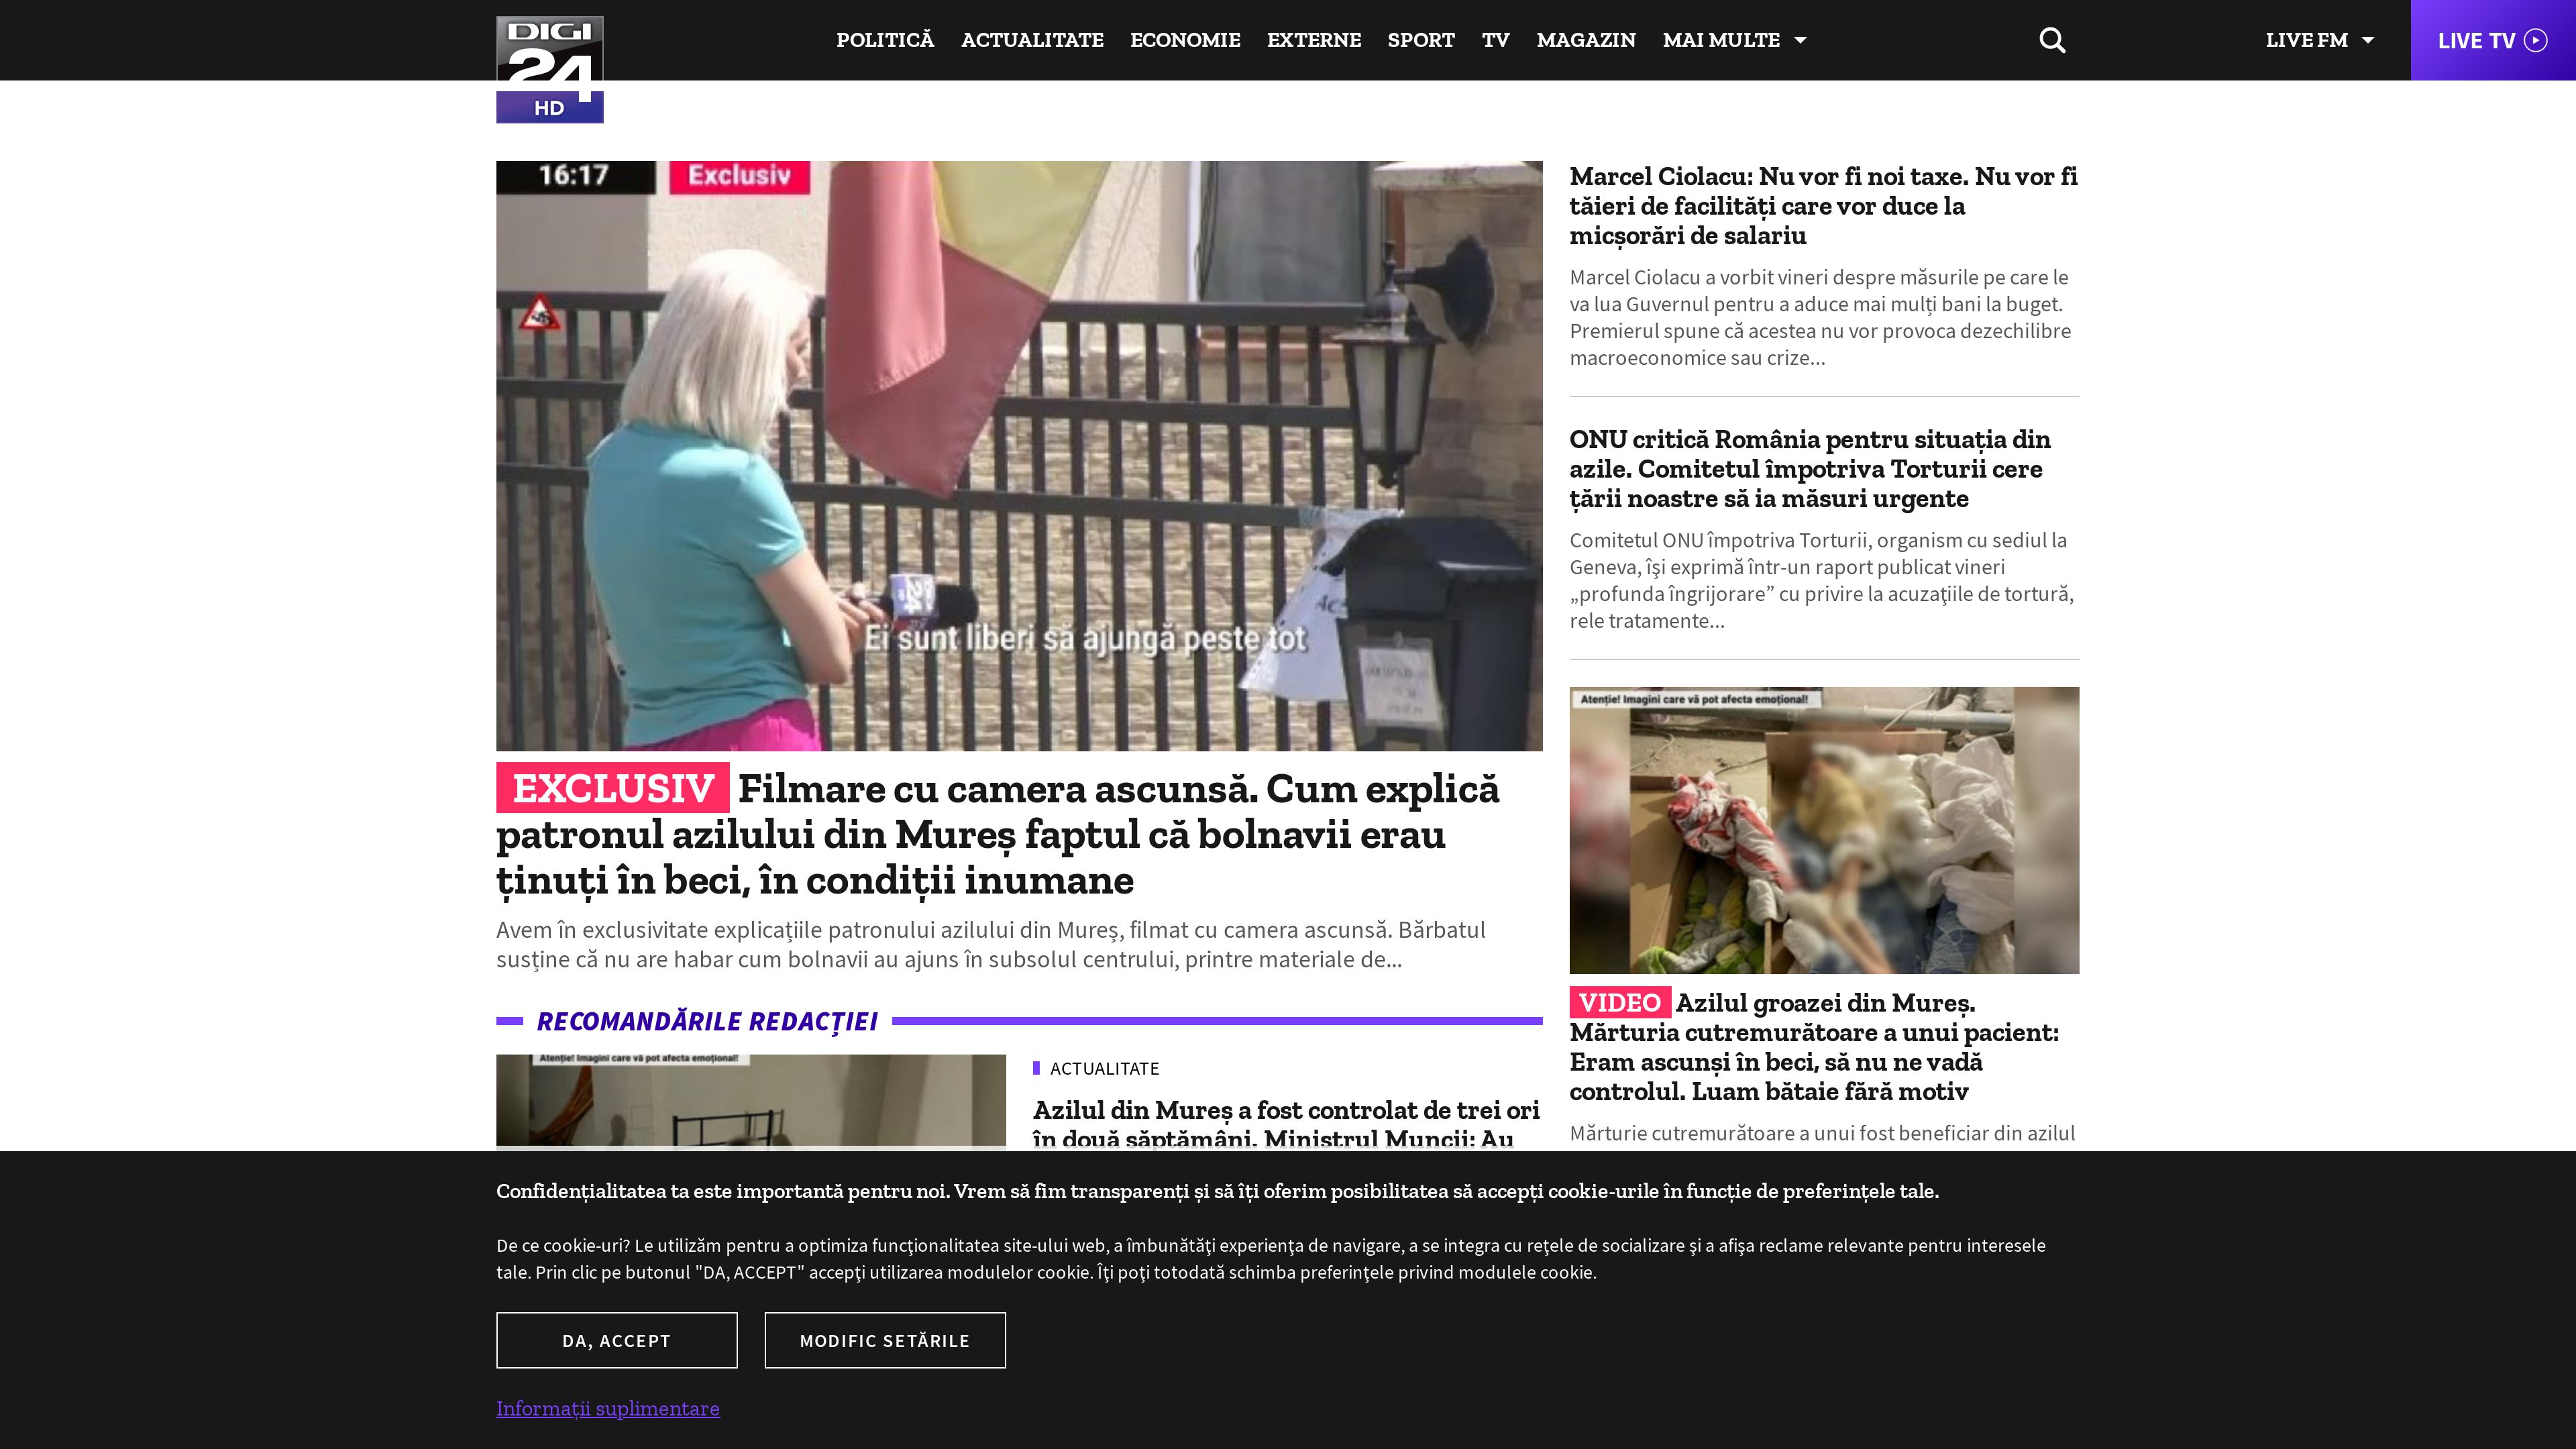 DIGI
24
HD
POLITICĂ ACTUALITATE ECONOMIE EXTERNE SPORT TV MAGAZIN MAI MULTE LIVE FM LIVE TV
16:17 Exclusiv
Ei sunt liberi să ajungă peste tot
EXCLUSIV Filmare cu camera ascunsă. Cum explică
patronul azilului din Mureș faptul că bolnavii erau
ținuți în beci, în condiții inumane
Avem în exclusivitate explicațiile patronului azilului din Mureș, filmat cu camera ascunsă. Bărbatul
susține că nu are habar cum bolnavii au ajuns în subsolul centrului, printre materiale de...
RECOMANDĂRILE REDACȚIEI
Atenție! Imagini care vă pot afecta emoțional!
ACTUALITATE
Azilul din Mureș a fost controlat de trei ori
în două săptămâni. Ministrul Muncii: Au
Marcel Ciolacu: Nu vor fi noi taxe. Nu vor fi
tăieri de facilități care vor duce la
micșorări de salariu
Marcel Ciolacu a vorbit vineri despre măsurile pe care le
va lua Guvernul pentru a aduce mai mulți bani la buget.
Premierul spune că acestea nu vor provoca dezechilibre
macroeconomice sau crize...
ONU critică România pentru situația din
azile. Comitetul împotriva Torturii cere
țării noastre să ia măsuri urgente
Comitetul ONU împotriva Torturii, organism cu sediul la
Geneva, îşi exprimă într-un raport publicat vineri
„profunda îngrijorare” cu privire la acuzaţiile de tortură,
rele tratamente...
Atenție! Imagini care vă pot afecta emoțional!
VIDEO Azilul groazei din Mureș.
Mărturia cutremurătoare a unui pacient:
Eram ascunși în beci, să nu ne vadă
controlul. Luam bătaie fără motiv
Mărturie cutremurătoare a unui fost beneficiar din azilul
Confidențialitatea ta este importantă pentru noi. Vrem să fim transparenți și să îți oferim posibilitatea să accepți cookie-urile în funcție de preferințele tale.
De ce cookie-uri? Le utilizăm pentru a optimiza funcţionalitatea site-ului web, a îmbunătăţi experienţa de navigare, a se integra cu reţele de socializare şi a afişa reclame relevante pentru interesele
tale. Prin clic pe butonul "DA, ACCEPT" accepţi utilizarea modulelor cookie. Îţi poţi totodată schimba preferinţele privind modulele cookie.
DA, ACCEPT MODIFIC SETĂRILE
Informații suplimentare